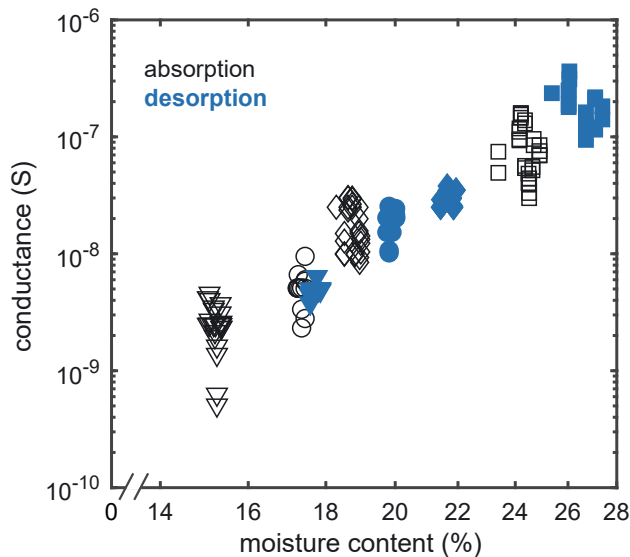 10⁻⁶
absorption
desorption
10⁻⁷
10⁻⁸
10⁻⁹
10⁻¹⁰
conductance (S)
0 14 16 18 20 22 24 26 28
moisture content (%)